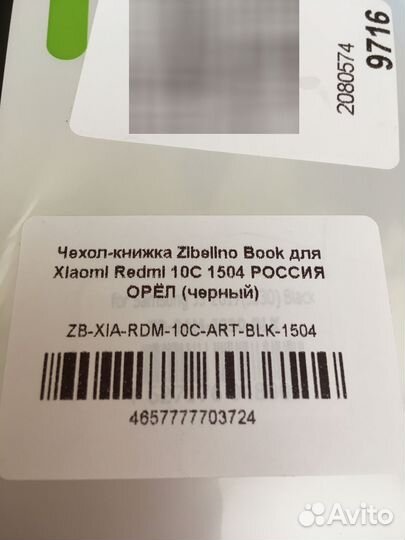 2080574
9716
Чехол-книжка Zibelino Book для
Xiaomi Redmi 10C 1504 РОССИЯ
ОРЁЛ (черный)
ZB-XIA-RDM-10C-ART-BLK-1504
4657777703724
Avito